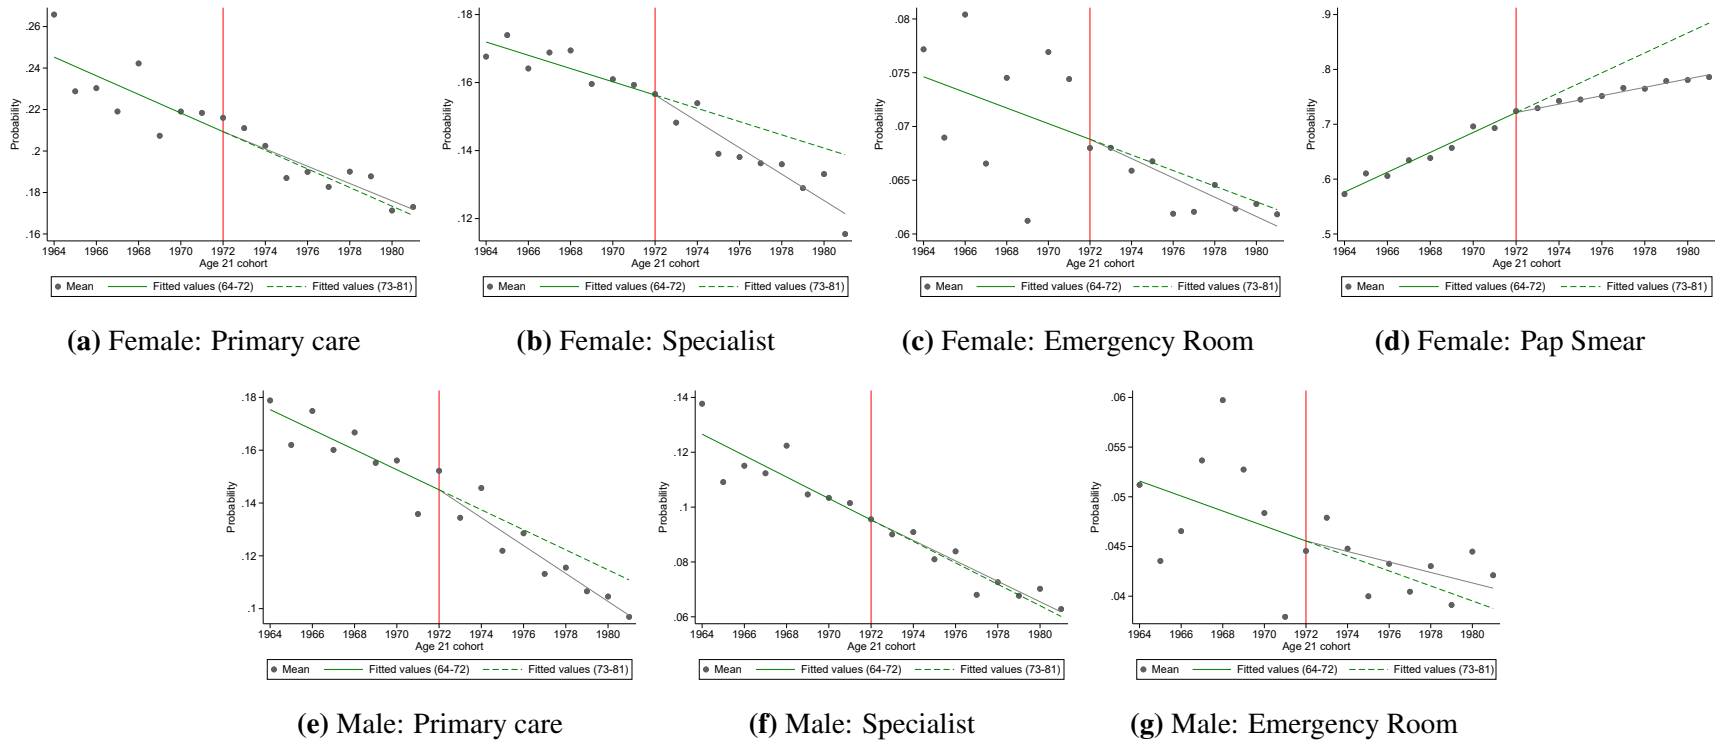 Probability
.26
.24
.22
.2
.18
.16
1964 1966 1968 1970 1972 1974 1976 1978 1980
Age 21 cohort
Mean Fitted values (64-72) Fitted values (73-81)
(a) Female: Primary care
Probability
.18
.16
.14
.12
1964 1966 1968 1970 1972 1974 1976 1978 1980
Age 21 cohort
Mean Fitted values (64-72) Fitted values (73-81)
(b) Female: Specialist
Probability
.08
.075
.07
.065
.06
1964 1966 1968 1970 1972 1974 1976 1978 1980
Age 21 cohort
Mean Fitted values (64-72) Fitted values (73-81)
(c) Female: Emergency Room
Probability
.9
.8
.7
.6
.5
1964 1966 1968 1970 1972 1974 1976 1978 1980
Age 21 cohort
Mean Fitted values (64-72) Fitted values (73-81)
(d) Female: Pap Smear
Probability
.18
.16
.14
.12
.1
1964 1966 1968 1970 1972 1974 1976 1978 1980
Age 21 cohort
Mean Fitted values (64-72) Fitted values (73-81)
(e) Male: Primary care
Probability
.14
.12
.1
.08
.06
1964 1966 1968 1970 1972 1974 1976 1978 1980
Age 21 cohort
Mean Fitted values (64-72) Fitted values (73-81)
(f) Male: Specialist
Probability
.06
.055
.05
.045
.04
1964 1966 1968 1970 1972 1974 1976 1978 1980
Age 21 cohort
Mean Fitted values (64-72) Fitted values (73-81)
(g) Male: Emergency Room